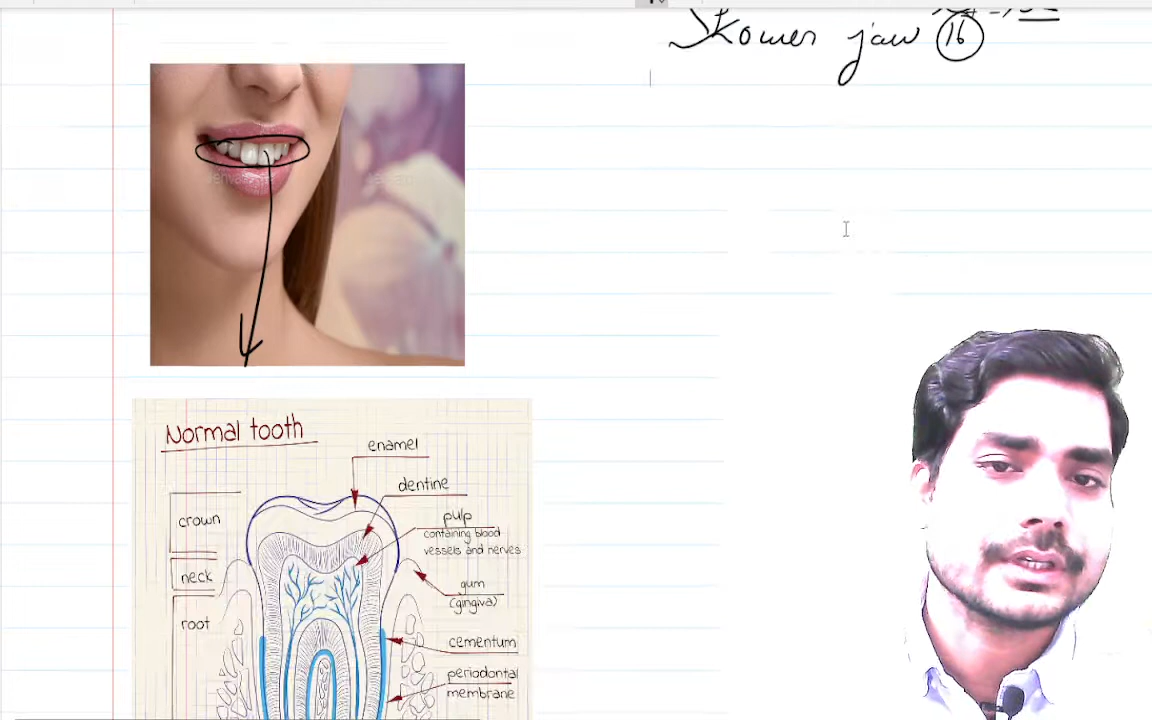 Lower jaw 16
Normal tooth
enamel
dentine
crown
pulp
containing blood
vessels and nerves
neck
gum
(gingiva)
root
cementum
periodontal
membrane